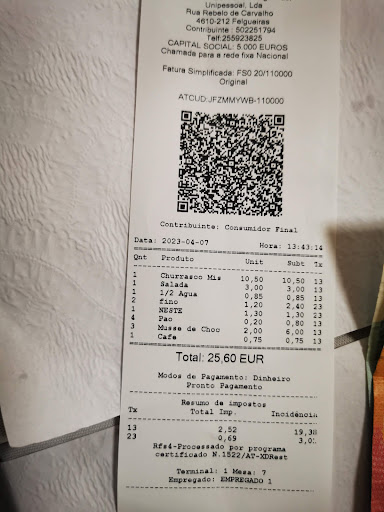 Unipessoal, Lda
Rua Rebelo de Carvalho
4610-212 Felgueiras
Contribuinte : 502251794
Telf:255923825
CAPITAL SOCIAL: 5.000 EUROS
Chamada para a rede fixa Nacional
Fatura Simplificada: FS0 20/110000
Original
ATCUD:JFZMMYWB-110000
Contribuinte: Consumidor Final
Data: 2023-04-07 Hora: 13:43:14
Qnt Produto Unit Subt Tx
1 Churrasco Mis 10,50 10,50 13
1 Salada 3,00 3,00 13
1 1/2 Agua 0,85 0,85 13
2 fino 1,20 2,40 23
1 NESTE 1,30 1,30 23
4 Pao 0,20 0,80 13
3 Musse de Choc 2,00 6,00 13
1 Cafe 0,75 0,75 13
Total: 25,60 EUR
Modos de Pagamento: Dinheiro
Pronto Pagamento
Resumo de impostos
Tx Total Imp. Incidência
13 2,52 19,38
23 0,69 3,0
Rfs4-Processado por programa
certificado N.1522/AT-XDRest
Terminal: 1 Mesa: 7
Empregado: EMPREGADO 1